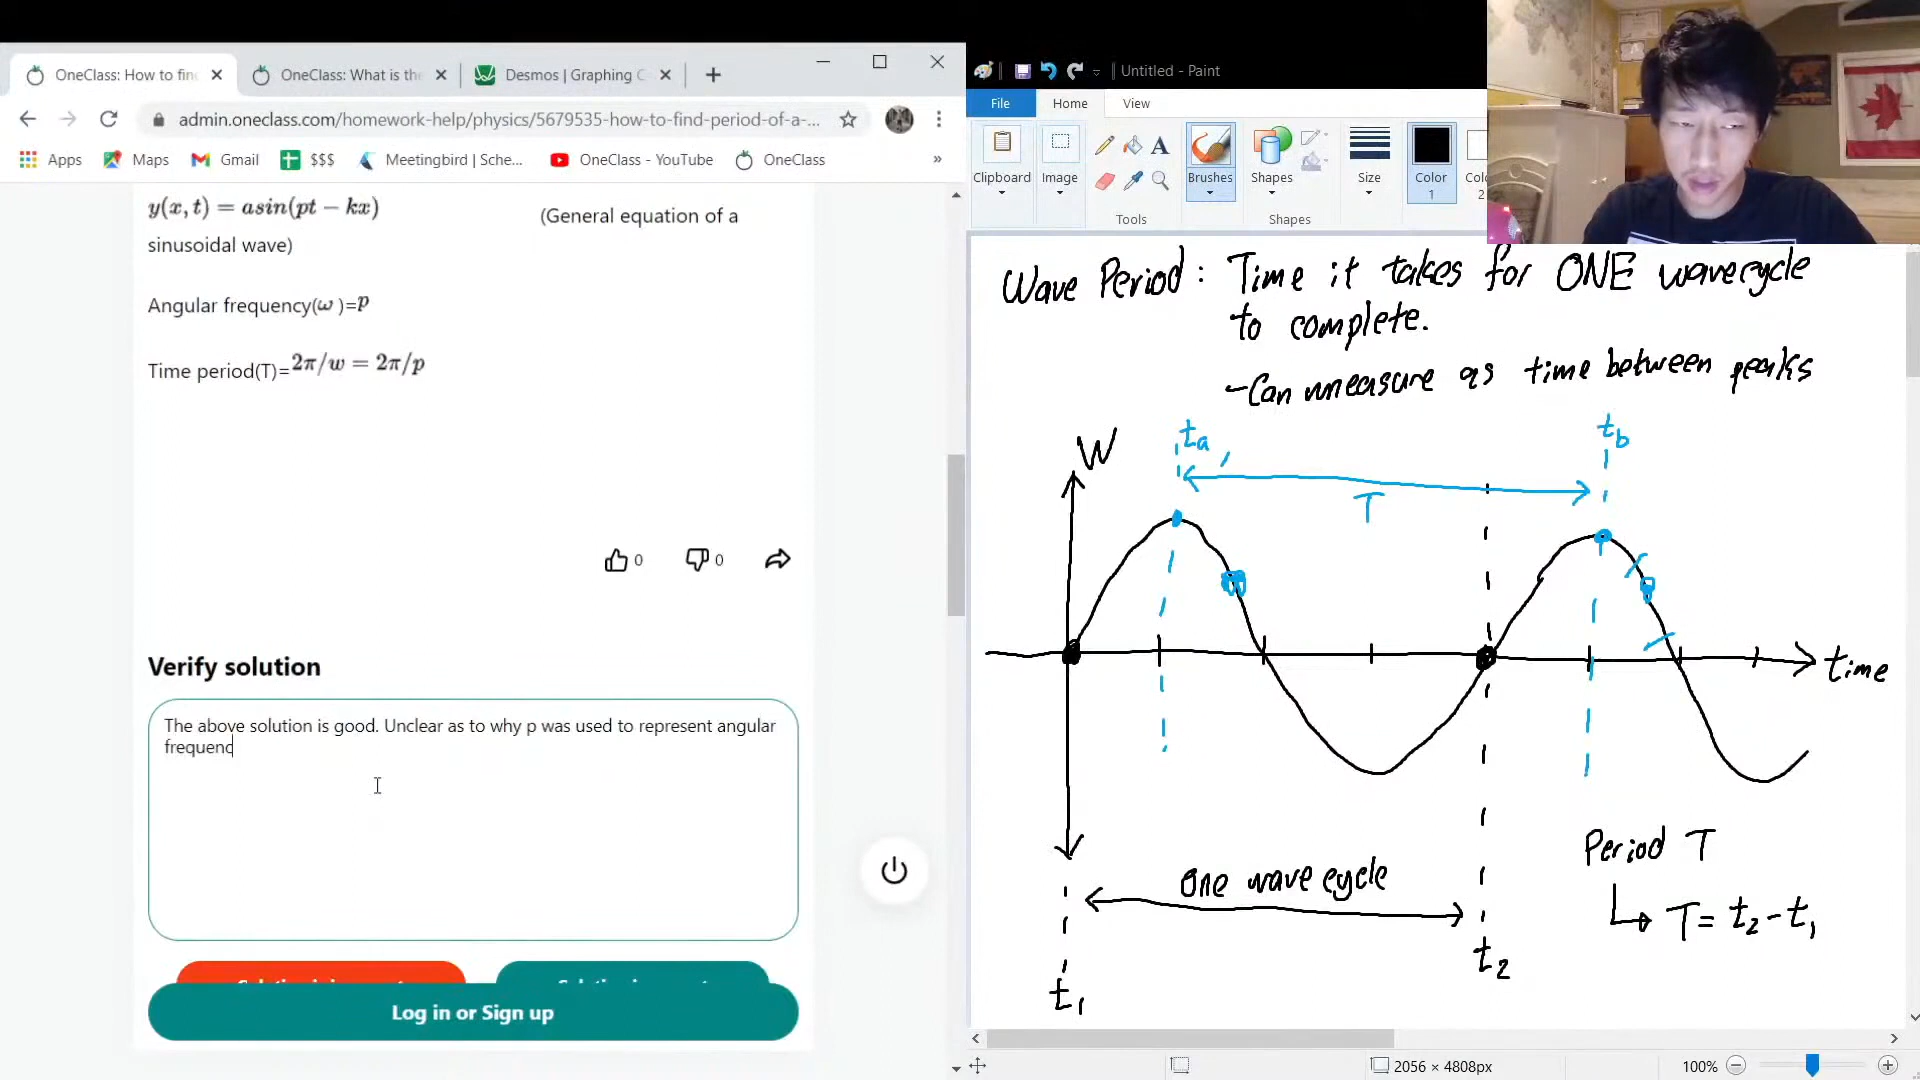 OneClass: How to fin
OneClass: What is the
Desmos | Graphing C
Untitled - Paint
admin.oneclass.com/homework-help/physics/5679535-how-to-find-period-of-a-...
File
Home
View
Apps
Maps
Gmail
$$$
Meetingbird | Sche...
OneClass - YouTube
OneClass
»
Clipboard
Image
Tools
Brushes
Shapes
Shapes
Size
Color
1
Colo
2
y(x, t) = asin(pt − kx)
(General equation of a
sinusoidal wave)
Angular frequency(ω)=p
Time period(T)=2π/w = 2π/p
0
0
Verify solution
The above solution is good. Unclear as to why p was used to represent angular
frequenc
Log in or Sign up
Wave Period: Time it takes for ONE wavecycle
to complete.
- Can measure as time between peaks
W
ta
tb
T
time
one wave cycle
t1
t2
Period T
T = t2 - t1
2056 × 4808px
100%